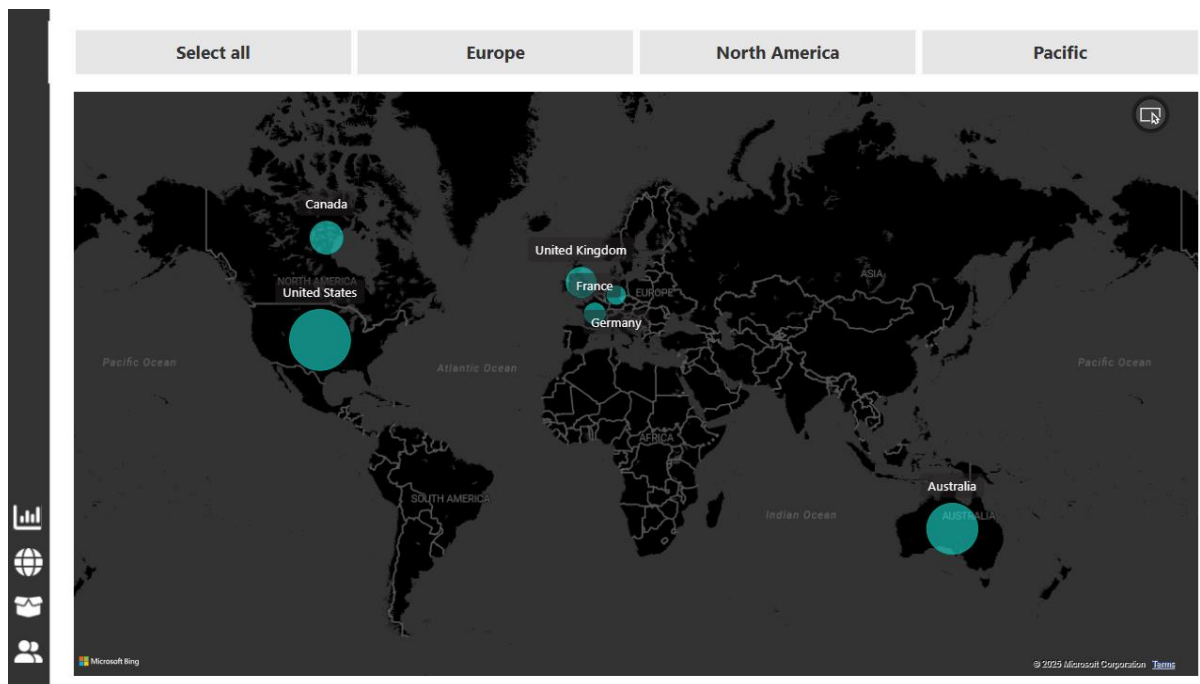 Select all
Europe
North America
Pacific
Canada
United Kingdom
ASIA
NORTH AMERICA
France
EUROPE
United States
Germany
Pacific Ocean
Atlantic Ocean
Pacific Ocean
AFRICA
Australia
SOUTH AMERICA
Indian Ocean
AUSTRALIA
Microsoft Bing
© 2025 Microsoft Corporation Terms